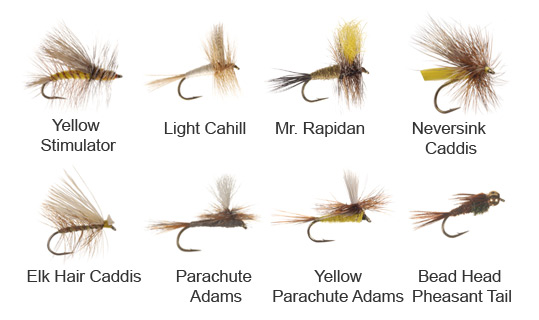 Yellow
Stimulator
Light Cahill
Mr. Rapidan
Neversink
Caddis
Elk Hair Caddis
Parachute
Adams
Yellow
Parachute Adams
Bead Head
Pheasant Tail